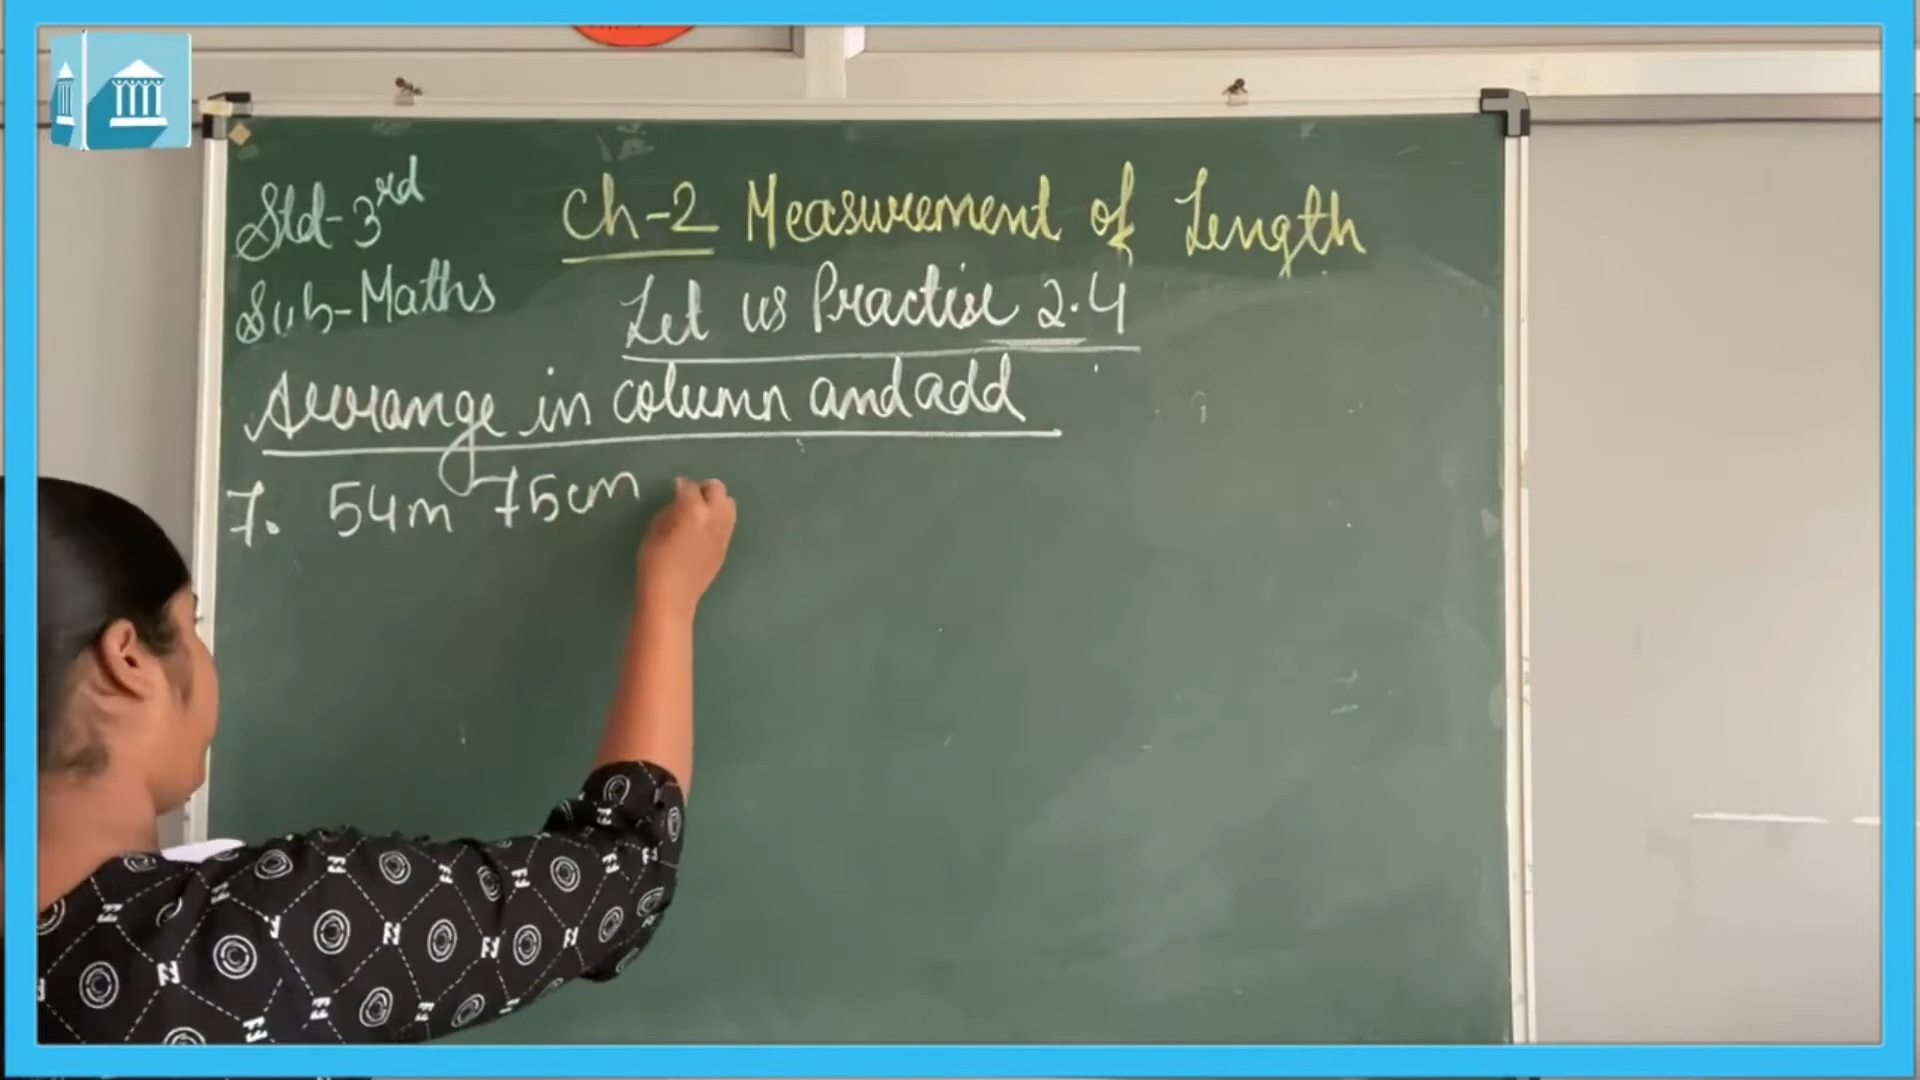 Std-3rd
Ch-2 Measurement of Length
Sub-Maths
Let us Practise 2.4
Arrange in column and add
7. 54m 75cm